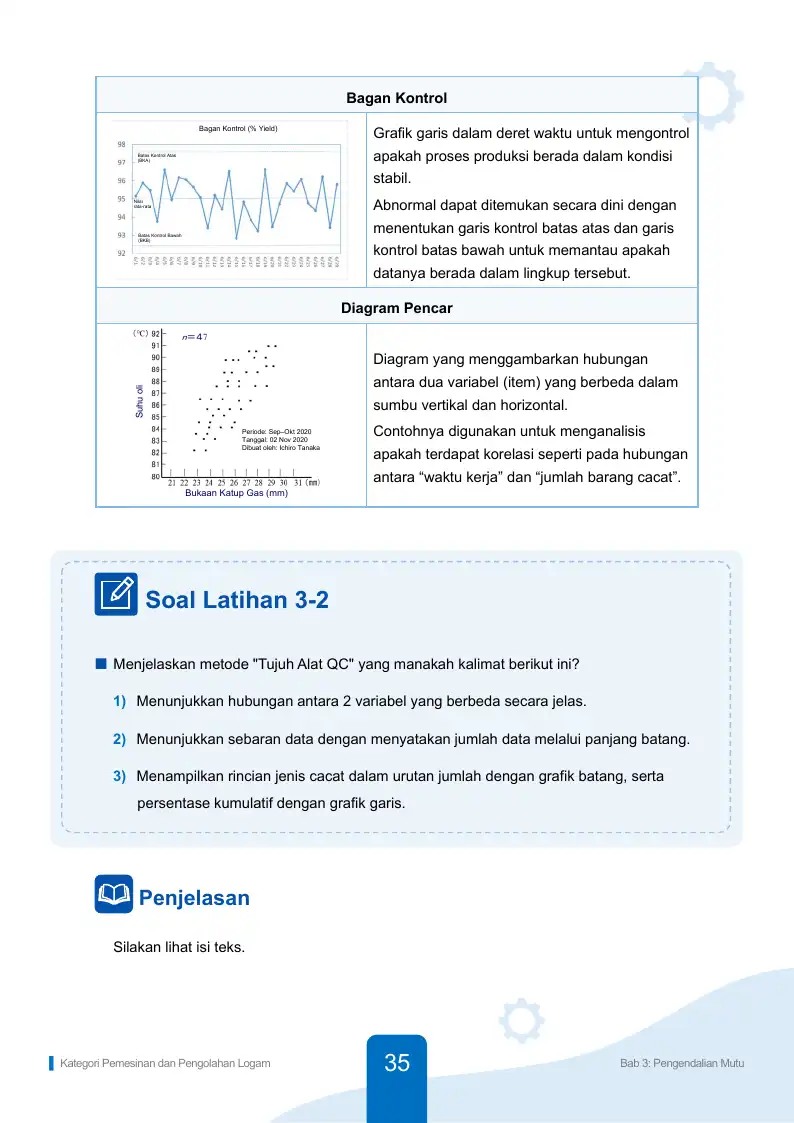 Bagan Kontrol
Bagan Kontrol (% Yield)
98
97
96
95
94
93
92
Batas Kontrol Atas
(BKA)
Nilai
rata-rata
Batas Kontrol Bawah
(BKB)
Grafik garis dalam deret waktu untuk mengontrol
apakah proses produksi berada dalam kondisi
stabil.
Abnormal dapat ditemukan secara dini dengan
menentukan garis kontrol batas atas dan garis
kontrol batas bawah untuk memantau apakah
datanya berada dalam lingkup tersebut.
Diagram Pencar
(℃) 92
91
90
89
88
87
86
85
84
83
82
81
80
n=47
Suhu oli
Periode: Sep–Okt 2020
Tanggal: 02 Nov 2020
Dibuat oleh: Ichiro Tanaka
21 22 23 24 25 26 27 28 29 30 31 (mm)
Bukaan Katup Gas (mm)
Diagram yang menggambarkan hubungan
antara dua variabel (item) yang berbeda dalam
sumbu vertikal dan horizontal.
Contohnya digunakan untuk menganalisis
apakah terdapat korelasi seperti pada hubungan
antara “waktu kerja” dan “jumlah barang cacat”.
Soal Latihan 3-2
Menjelaskan metode "Tujuh Alat QC" yang manakah kalimat berikut ini?
1) Menunjukkan hubungan antara 2 variabel yang berbeda secara jelas.
2) Menunjukkan sebaran data dengan menyatakan jumlah data melalui panjang batang.
3) Menampilkan rincian jenis cacat dalam urutan jumlah dengan grafik batang, serta
persentase kumulatif dengan grafik garis.
Penjelasan
Silakan lihat isi teks.
Kategori Pemesinan dan Pengolahan Logam
35
Bab 3: Pengendalian Mutu